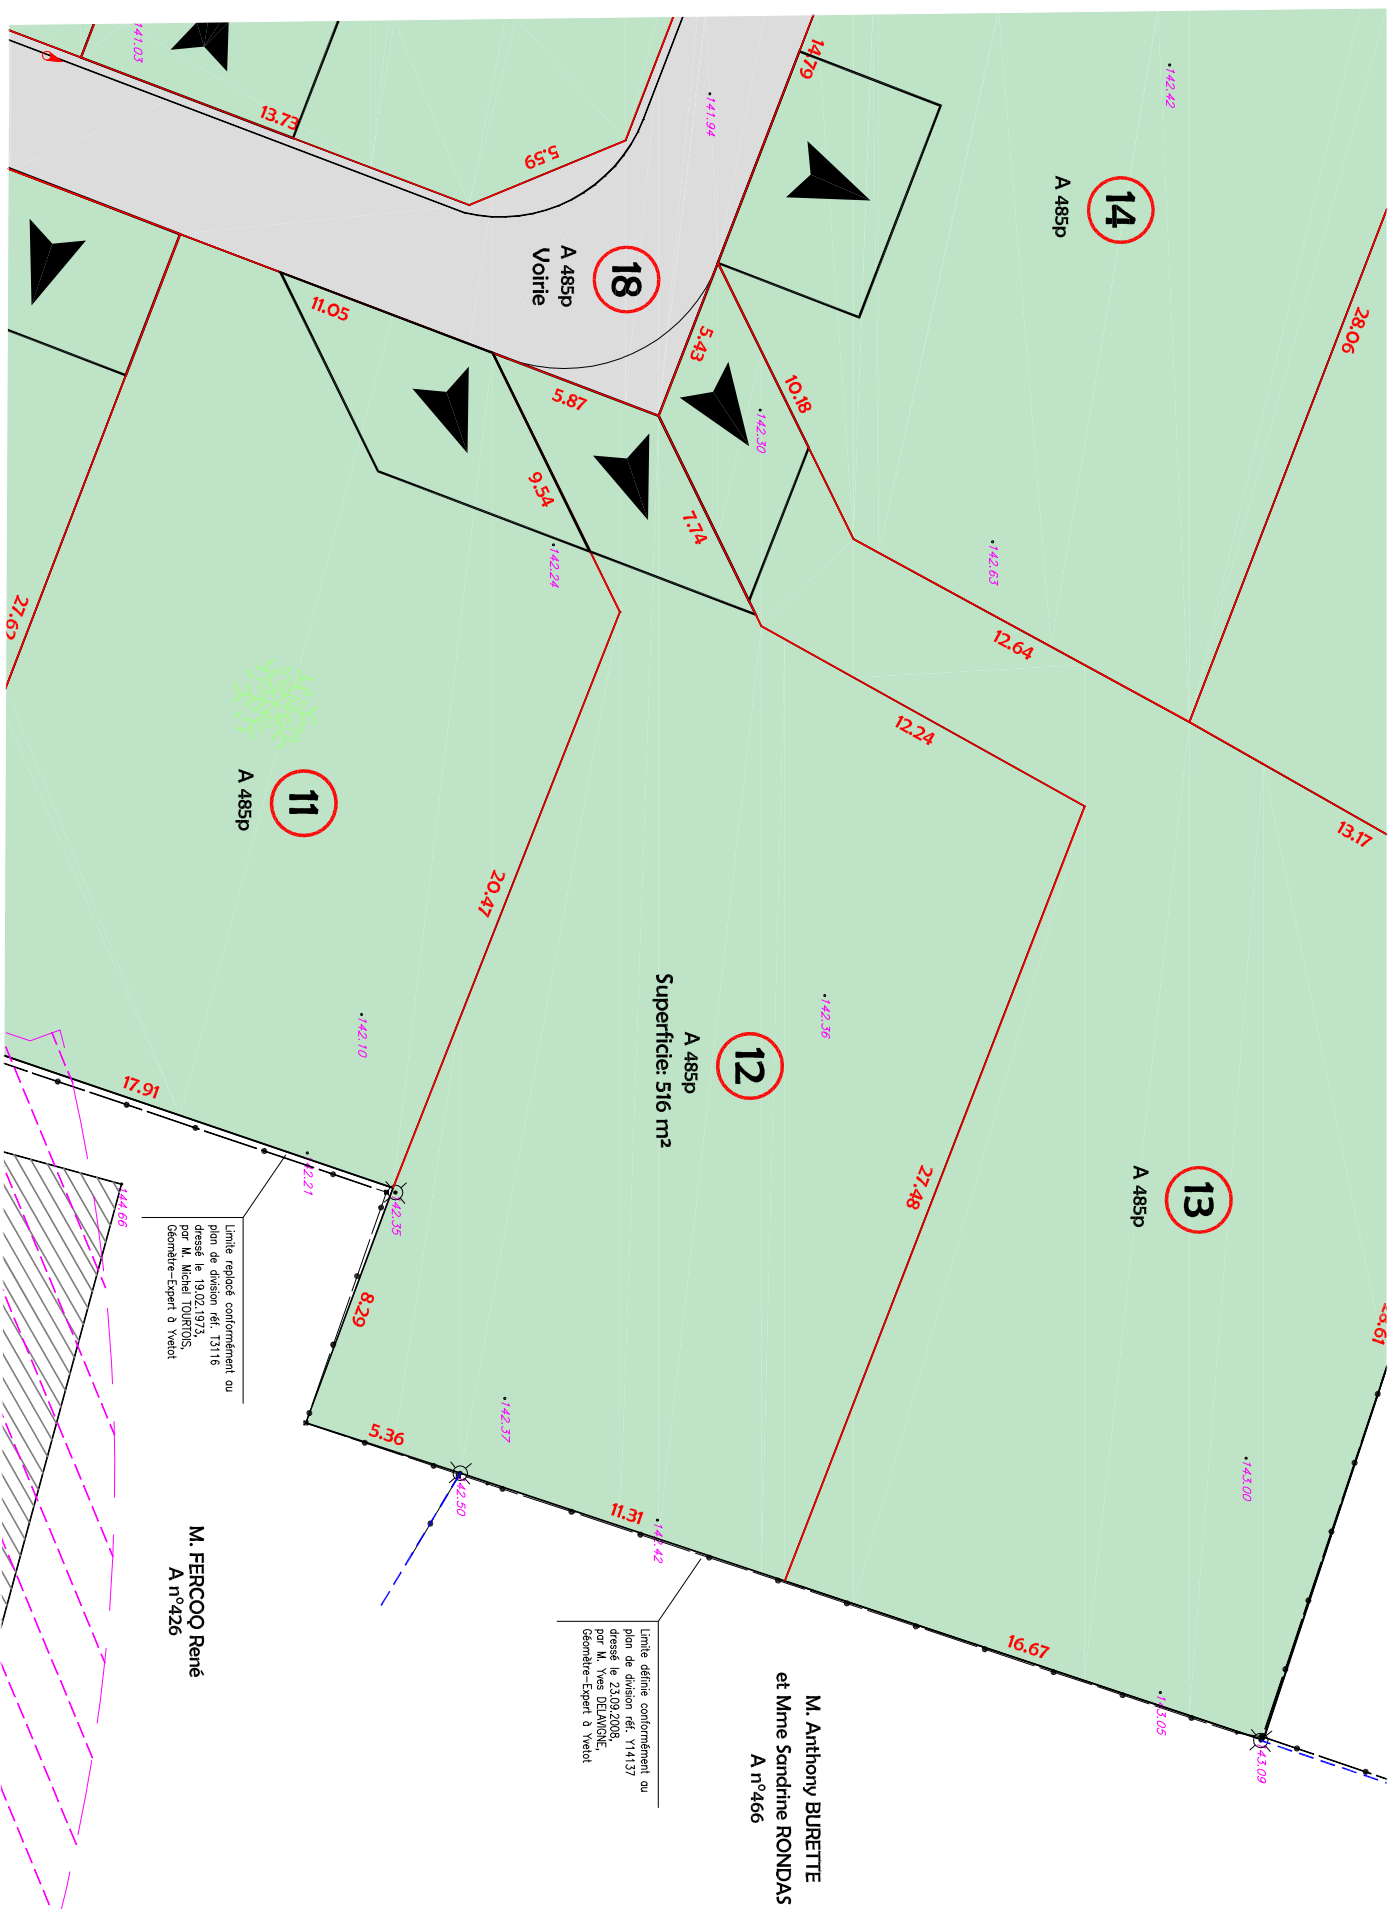 14
A 485p
18
A 485p
Voirie
11
A 485p
12
A 485p
Superficie: 516 m²
13
A 485p
M. FERCOQ René
A n°426
M. Anthony BURETTE
et Mme Sandrine RONDAS
A n°466
Limite replacé conformément au
plan de division réf. T3116
dressé le 19.02.1973,
par M. Michel TOURTOIS,
Géomètre-Expert à Yvetot
Limite définie conformément au
plan de division réf. Y14137
dressé le 23.09.2008,
par M. Yves DELAVIGNE,
Géomètre-Expert à Yvetot
141.03
13.73
5.59
141.94
14.79
142.42
28.06
11.05
5.87
5.43
10.18
142.30
9.54
7.74
142.24
142.63
12.64
12.24
13.17
20.47
142.10
142.36
17.91
142.21
142.35
144.66
8.29
27.48
5.36
142.37
142.50
11.31
142.42
143.00
16.67
143.05
143.09